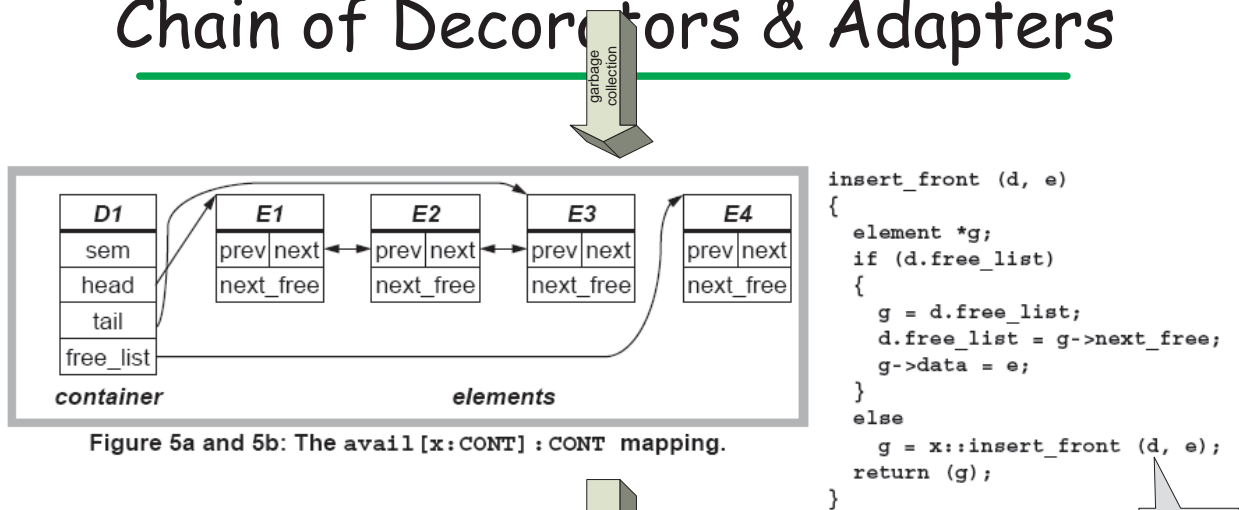 Chain of Decorators & Adapters
garbage
collection
D1
sem
head
tail
free_list
container
E1
prev next
next_free
E2
prev next
next_free
E3
prev next
next_free
E4
prev next
next_free
elements
Figure 5a and 5b: The avail[x:CONT]:CONT mapping.
insert_front (d, e)
{
element *g;
if (d.free_list)
{
g = d.free_list;
d.free_list = g->next_free;
g->data = e;
}
else
g = x::insert_front (d, e);
return (g);
}